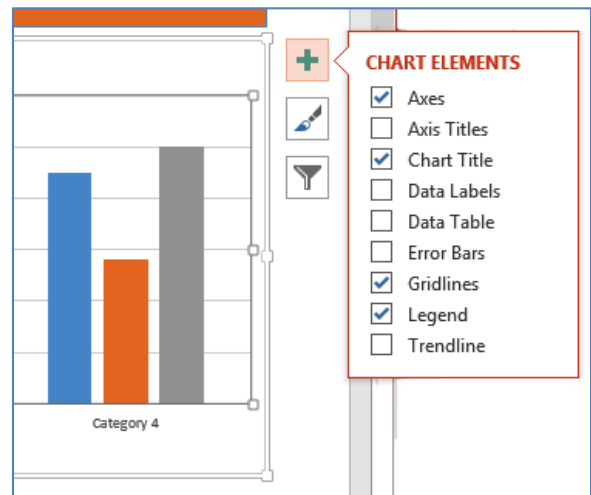 CHART ELEMENTS
Axes
Axis Titles
Chart Title
Data Labels
Data Table
Error Bars
Gridlines
Legend
Trendline
Category 4